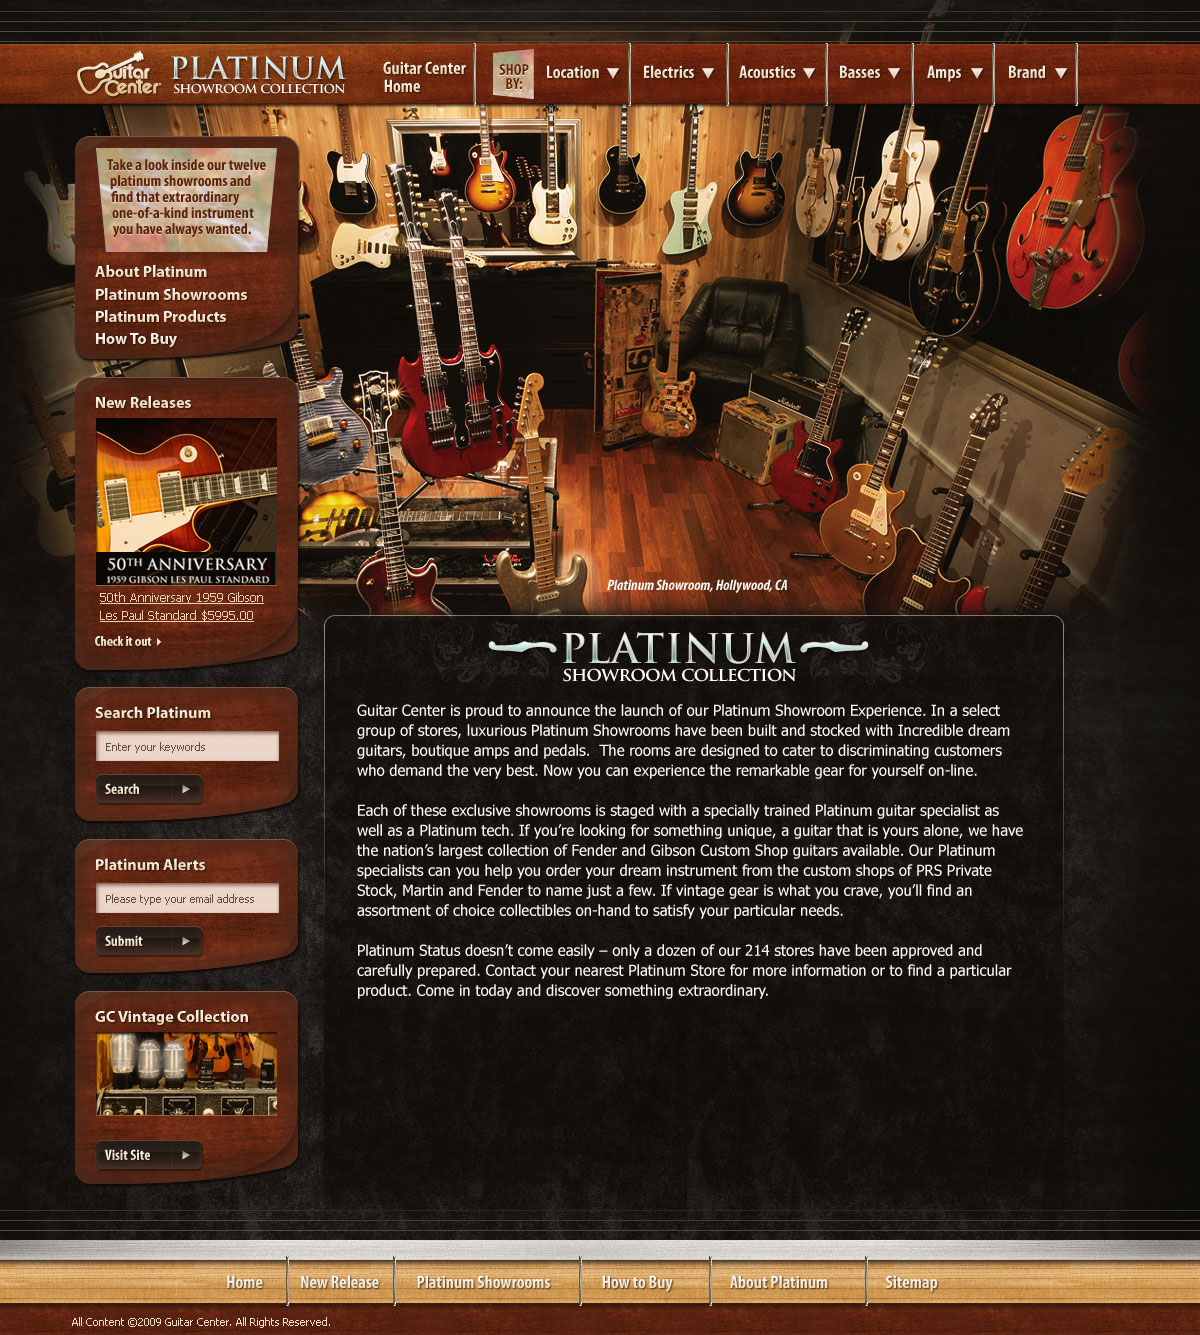 Guitar Center
PLATINUM
SHOWROOM COLLECTION
Guitar Center
Home
SHOP
BY:
Location
Electrics
Acoustics
Basses
Amps
Brand
Take a look inside our twelve
platinum showrooms and
find that extraordinary
one-of-a-kind instrument
you have always wanted.
About Platinum
Platinum Showrooms
Platinum Products
How To Buy
New Releases
50TH ANNIVERSARY
1959 GIBSON LES PAUL STANDARD
50th Anniversary 1959 Gibson
Les Paul Standard $5995.00
Check it out
Search Platinum
Enter your keywords
Search
Platinum Alerts
Please type your email address
Submit
GC Vintage Collection
Visit Site
Platinum Showroom, Hollywood, CA
PLATINUM
SHOWROOM COLLECTION
Guitar Center is proud to announce the launch of our Platinum Showroom Experience. In a select
group of stores, luxurious Platinum Showrooms have been built and stocked with Incredible dream
guitars, boutique amps and pedals.  The rooms are designed to cater to discriminating customers
who demand the very best. Now you can experience the remarkable gear for yourself on-line.
Each of these exclusive showrooms is staged with a specially trained Platinum guitar specialist as
well as a Platinum tech. If you’re looking for something unique, a guitar that is yours alone, we have
the nation’s largest collection of Fender and Gibson Custom Shop guitars available. Our Platinum
specialists can you help you order your dream instrument from the custom shops of PRS Private
Stock, Martin and Fender to name just a few. If vintage gear is what you crave, you’ll find an
assortment of choice collectibles on-hand to satisfy your particular needs.
Platinum Status doesn’t come easily – only a dozen of our 214 stores have been approved and
carefully prepared. Contact your nearest Platinum Store for more information or to find a particular
product. Come in today and discover something extraordinary.
Home
New Release
Platinum Showrooms
How to Buy
About Platinum
Sitemap
All Content ©2009 Guitar Center. All Rights Reserved.